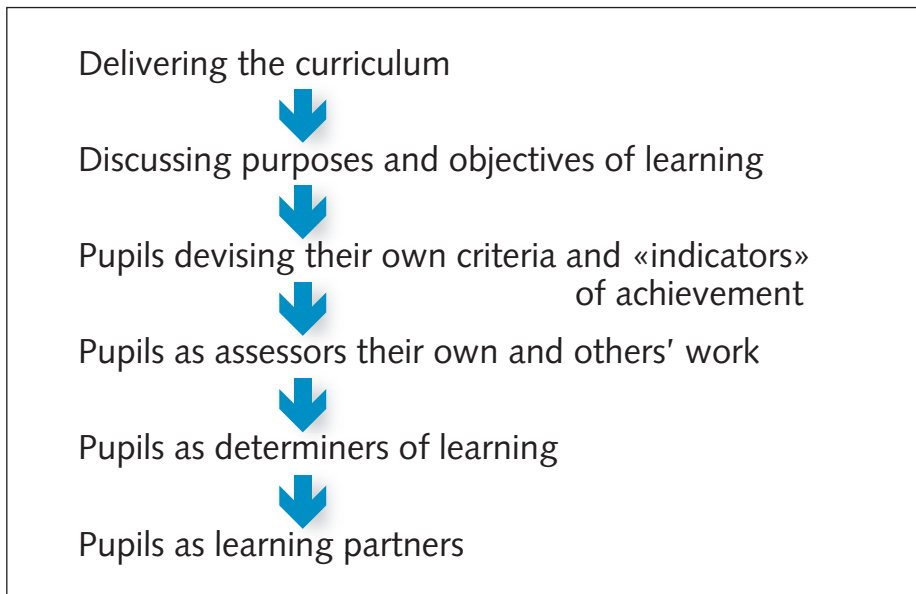 Delivering the curriculum
Discussing purposes and objectives of learning
Pupils devising their own criteria and «indicators»
of achievement
Pupils as assessors their own and others’ work
Pupils as determiners of learning
Pupils as learning partners